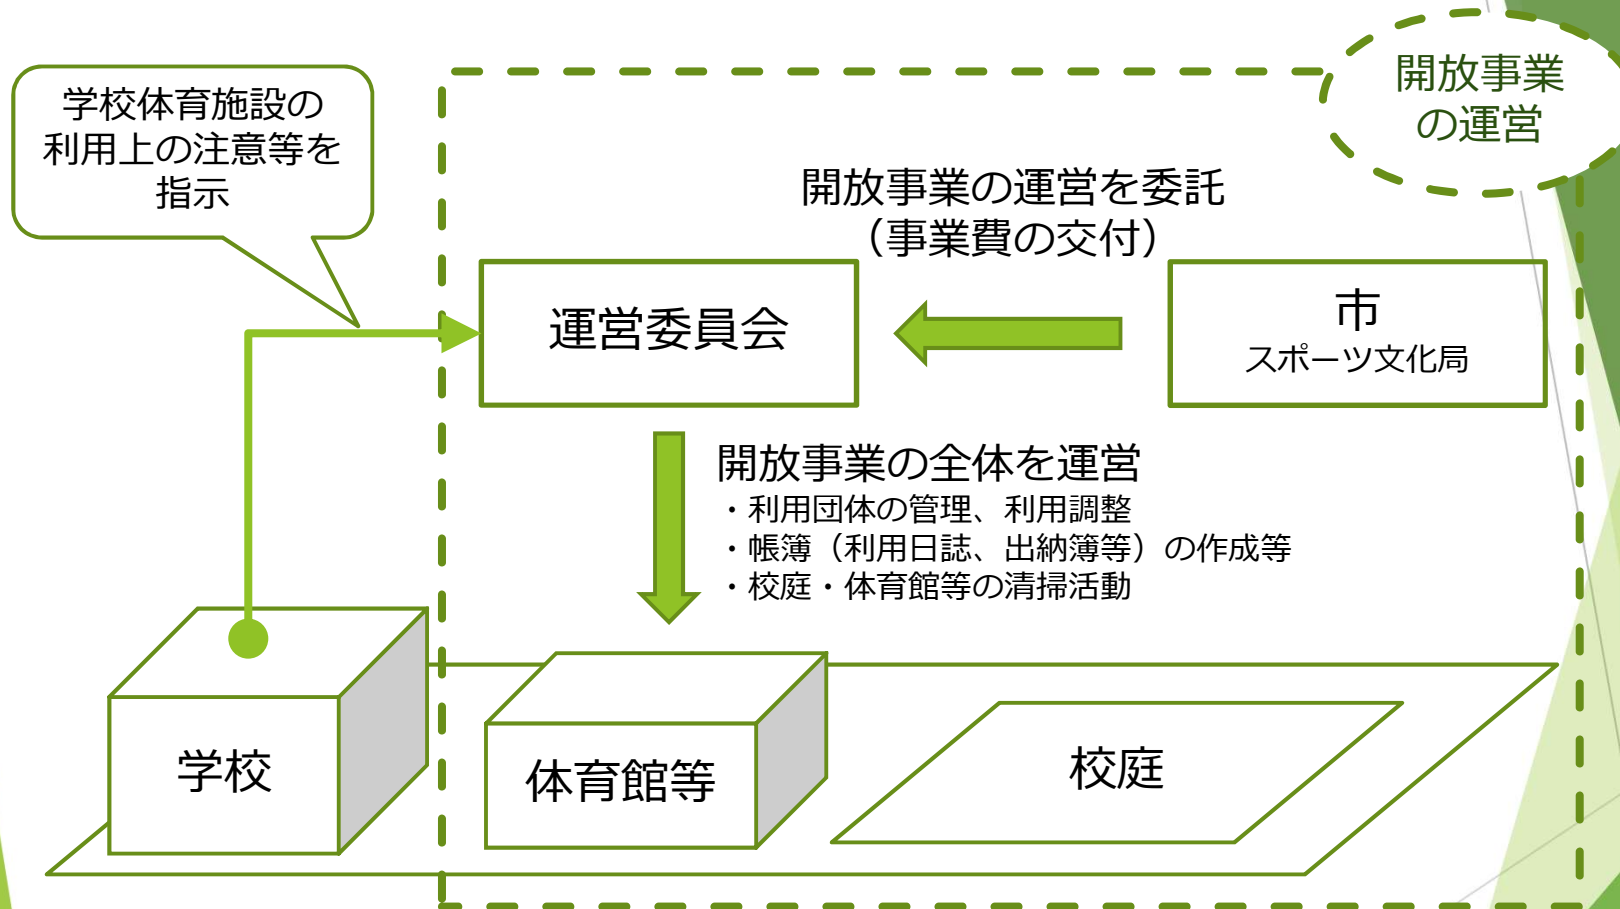 開放事業
の運営
学校体育施設の
利用上の注意等を
指示
開放事業の運営を委託
（事業費の交付）
運営委員会
市
スポーツ文化局
開放事業の全体を運営
・利用団体の管理、利用調整
・帳簿（利用日誌、出納簿等）の作成等
・校庭・体育館等の清掃活動
学校
体育館等
校庭